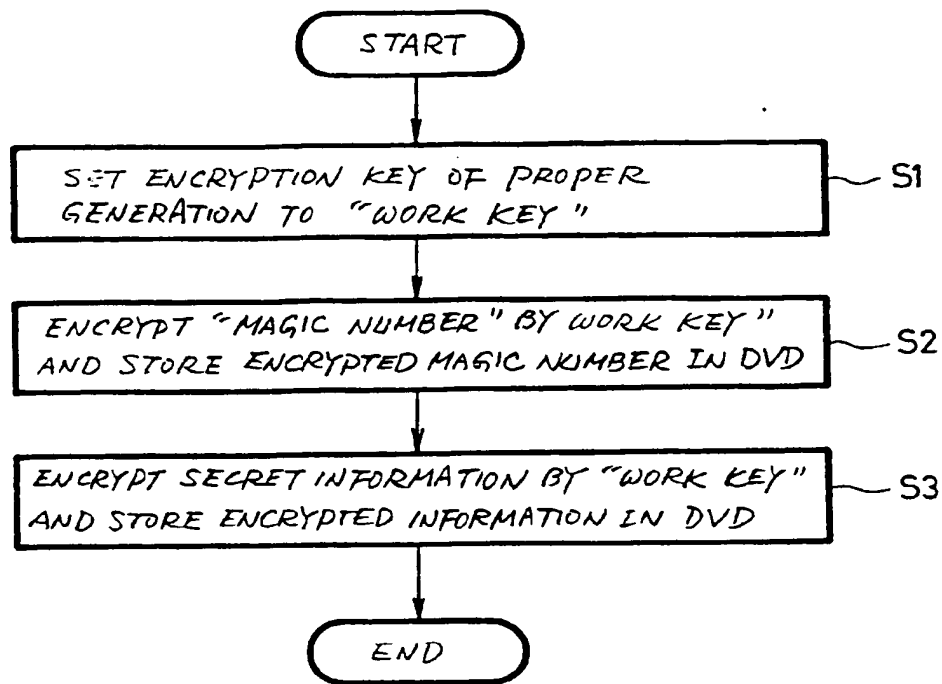 START
SET ENCRYPTION KEY OF PROPER
GENERATION TO "WORK KEY"
S1
ENCRYPT "MAGIC NUMBER" BY WORK KEY"
AND STORE ENCRYPTED MAGIC NUMBER IN DVD
S2
ENCRYPT SECRET INFORMATION BY "WORK KEY"
AND STORE ENCRYPTED INFORMATION IN DVD
S3
END